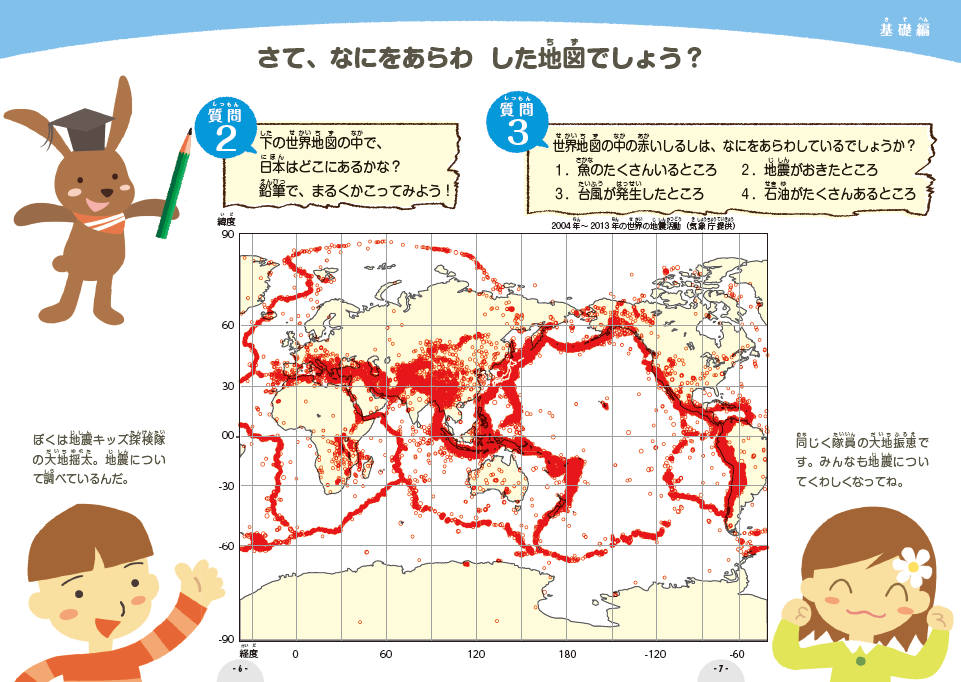 基礎編
さて、なにをあらわ した地図でしょう？
質問
2
下の世界地図の中で、
日本はどこにあるかな？
鉛筆で、まるくかこってみよう！
質問
3
世界地図の中の赤いしるしは、なにをあらわしているでしょうか？
1．魚のたくさんいるところ 2．地震がおきたところ
3．台風が発生したところ 4．石油がたくさんあるところ
2004年～2013年の世界の地震活動（気象庁提供）
緯度
90
60
30
00
-30
-60
-90
経度
0
60
120
180
-120
-60
ぼくは地震キッズ探検隊
の大地揺太。地震につい
て調べているんだ。
同じく隊員の大地振恵で
す。みんなも地震につい
てくわしくなってね。
- 6 -
- 7 -